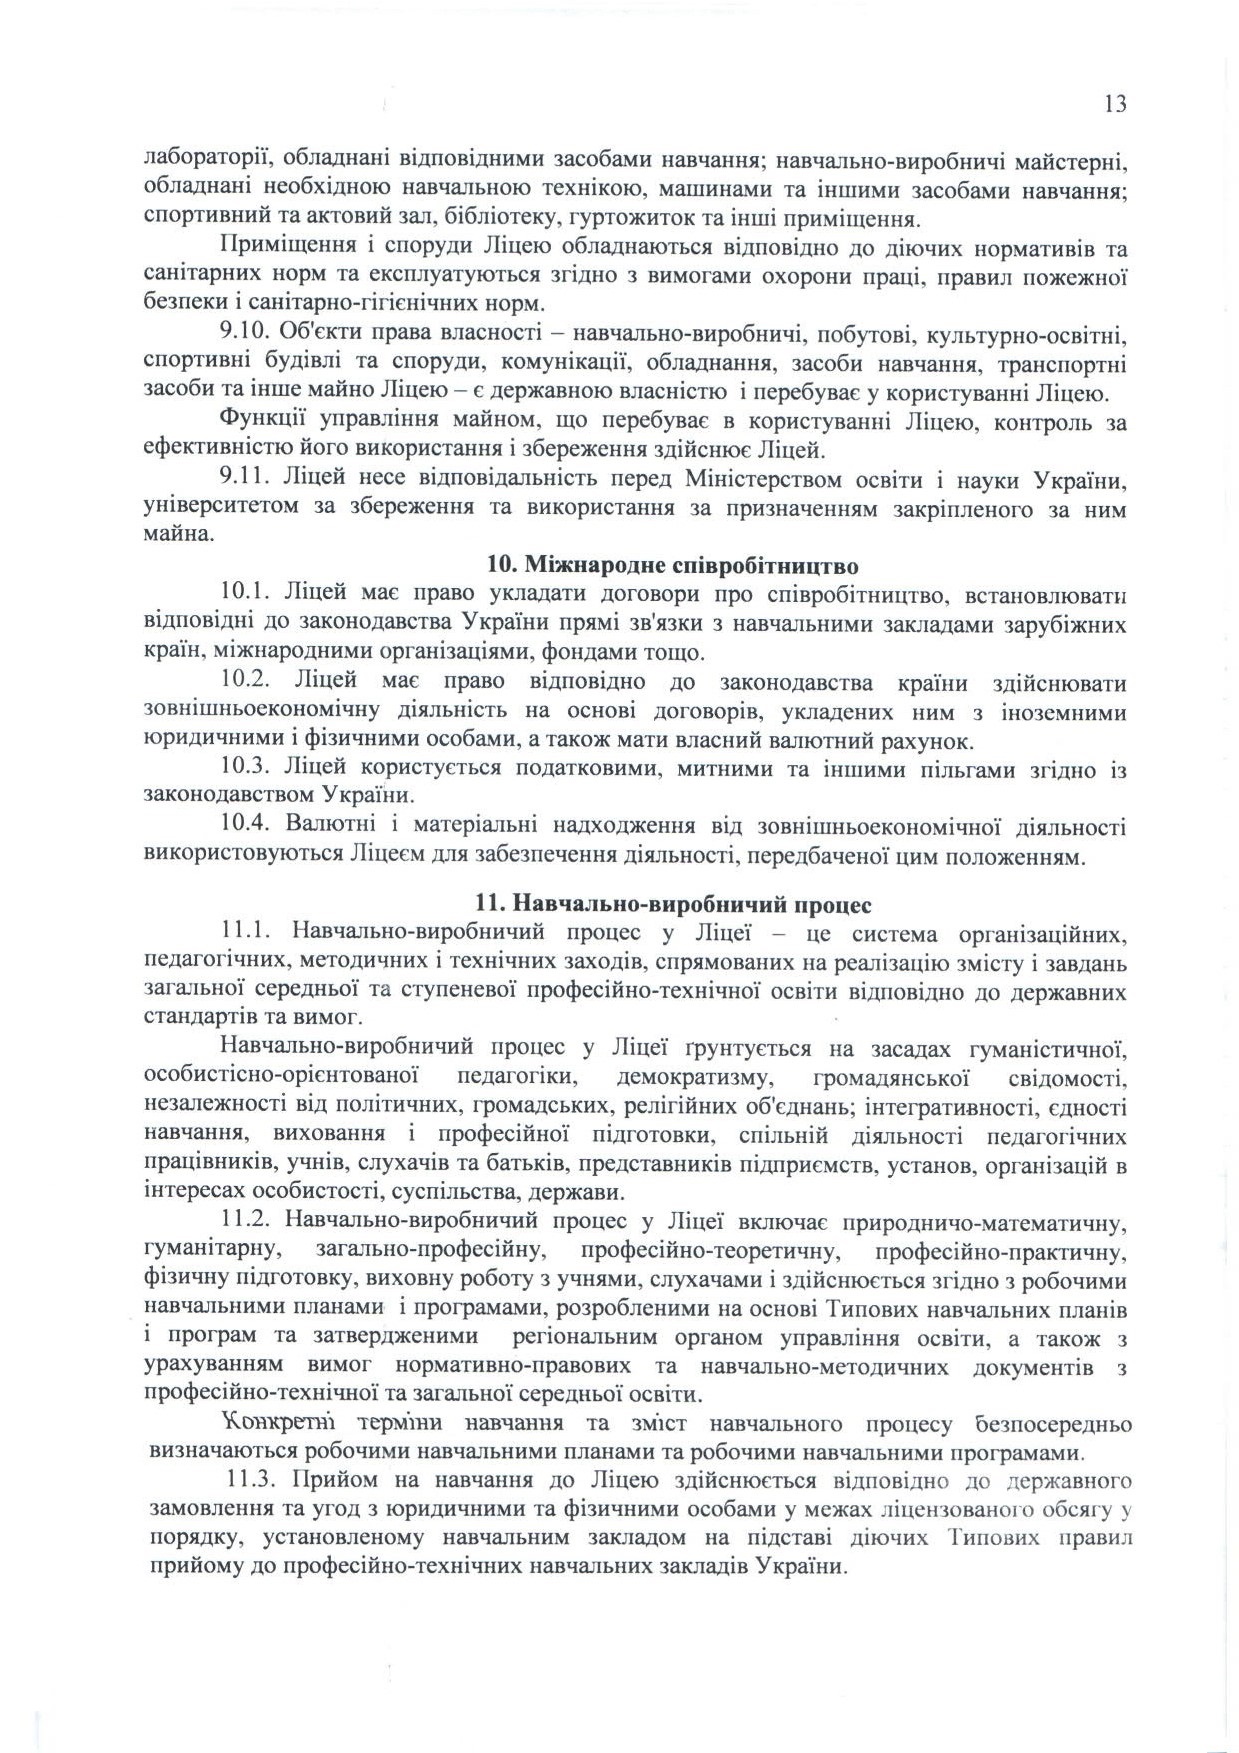 13
лабораторії, обладнані відповідними засобами навчання; навчально-виробничі майстерні,
обладнані необхідною навчальною технікою, машинами та іншими засобами навчання;
спортивний та актовий зал, бібліотеку, гуртожиток та інші приміщення.
Приміщення і споруди Ліцею обладнаються відповідно до діючих нормативів та
санітарних норм та експлуатуються згідно з вимогами охорони праці, правил пожежної
безпеки і санітарно-гігієнічних норм.
9.10. Об'єкти права власності – навчально-виробничі, побутові, культурно-освітні,
спортивні будівлі та споруди, комунікації, обладнання, засоби навчання, транспортні
засоби та інше майно Ліцею – є державною власністю і перебуває у користуванні Ліцею.
Функції управління майном, що перебуває в користуванні Ліцею, контроль за
ефективністю його використання і збереження здійснює Ліцей.
9.11. Ліцей несе відповідальність перед Міністерством освіти і науки України,
університетом за збереження та використання за призначенням закріпленого за ним
майна.
10. Міжнародне співробітництво
10.1. Ліцей має право укладати договори про співробітництво, встановлювати
відповідні до законодавства України прямі зв'язки з навчальними закладами зарубіжних
країн, міжнародними організаціями, фондами тощо.
10.2. Ліцей має право відповідно до законодавства країни здійснювати
зовнішньоекономічну діяльність на основі договорів, укладених ним з іноземними
юридичними і фізичними особами, а також мати власний валютний рахунок.
10.3. Ліцей користується податковими, митними та іншими пільгами згідно із
законодавством України.
10.4. Валютні і матеріальні надходження від зовнішньоекономічної діяльності
використовуються Ліцеєм для забезпечення діяльності, передбаченої цим положенням.
11. Навчально-виробничий процес
11.1. Навчально-виробничий процес у Ліцеї – це система організаційних,
педагогічних, методичних і технічних заходів, спрямованих на реалізацію змісту і завдань
загальної середньої та ступеневої професійно-технічної освіти відповідно до державних
стандартів та вимог.
Навчально-виробничий процес у Ліцеї ґрунтується на засадах гуманістичної,
особистісно-орієнтованої педагогіки, демократизму, громадянської свідомості,
незалежності від політичних, громадських, релігійних об'єднань; інтегративності, єдності
навчання, виховання і професійної підготовки, спільній діяльності педагогічних
працівників, учнів, слухачів та батьків, представників підприємств, установ, організацій в
інтересах особистості, суспільства, держави.
11.2. Навчально-виробничий процес у Ліцеї включає природничо-математичну,
гуманітарну, загально-професійну, професійно-теоретичну, професійно-практичну,
фізичну підготовку, виховну роботу з учнями, слухачами і здійснюється згідно з робочими
навчальними планами і програмами, розробленими на основі Типових навчальних планів
і програм та затвердженими регіональним органом управління освіти, а також з
урахуванням вимог нормативно-правових та навчально-методичних документів з
професійно-технічної та загальної середньої освіти.
Конкретні терміни навчання та зміст навчального процесу безпосередньо
визначаються робочими навчальними планами та робочими навчальними програмами.
11.3. Прийом на навчання до Ліцею здійснюється відповідно до державного
замовлення та угод з юридичними та фізичними особами у межах ліцензованого обсягу у
порядку, установленому навчальним закладом на підставі діючих Типових правил
прийому до професійно-технічних навчальних закладів України.